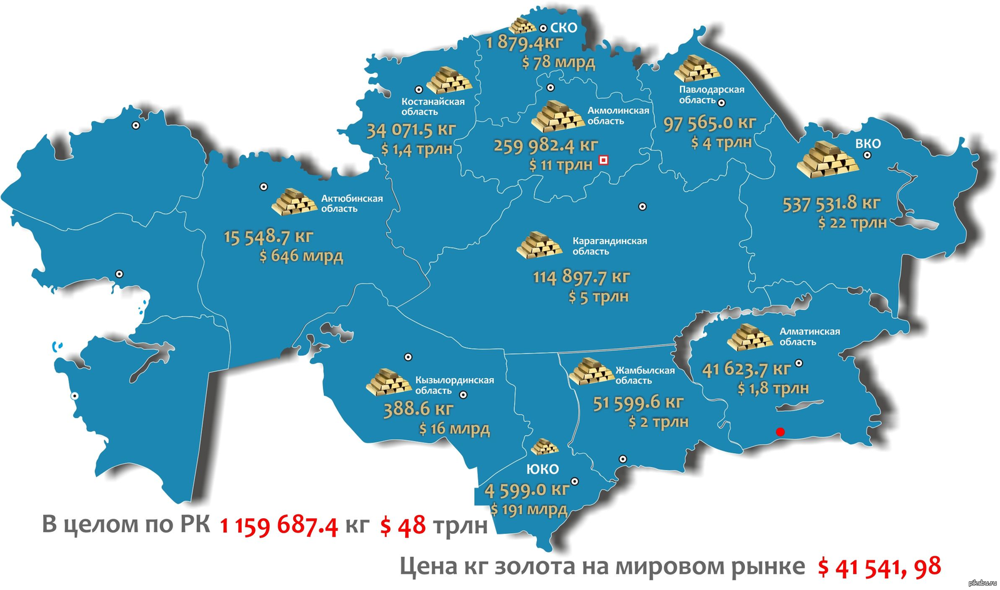 СКО
1 879.4кг
$ 78 млрд
Костанайская
область
34 071.5 кг
$ 1,4 трлн
Акмолинская
область
259 982.4 кг
$ 11 трлн
Павлодарская
область
97 565.0 кг
$ 4 трлн
ВКО
537 531.8 кг
$ 22 трлн
Актюбинская
область
15 548.7 кг
$ 646 млрд
Карагандинская
область
114 897.7 кг
$ 5 трлн
Алматинская
область
41 623.7 кг
$ 1,8 трлн
Кызылординская
область
388.6 кг
$ 16 млрд
Жамбылская
область
51 599.6 кг
$ 2 трлн
ЮКО
4 599.0 кг
$ 191 млрд
В целом по РК 1 159 687.4 кг $ 48 трлн
Цена кг золота на мировом рынке $ 41 541, 98
pikabu.ru